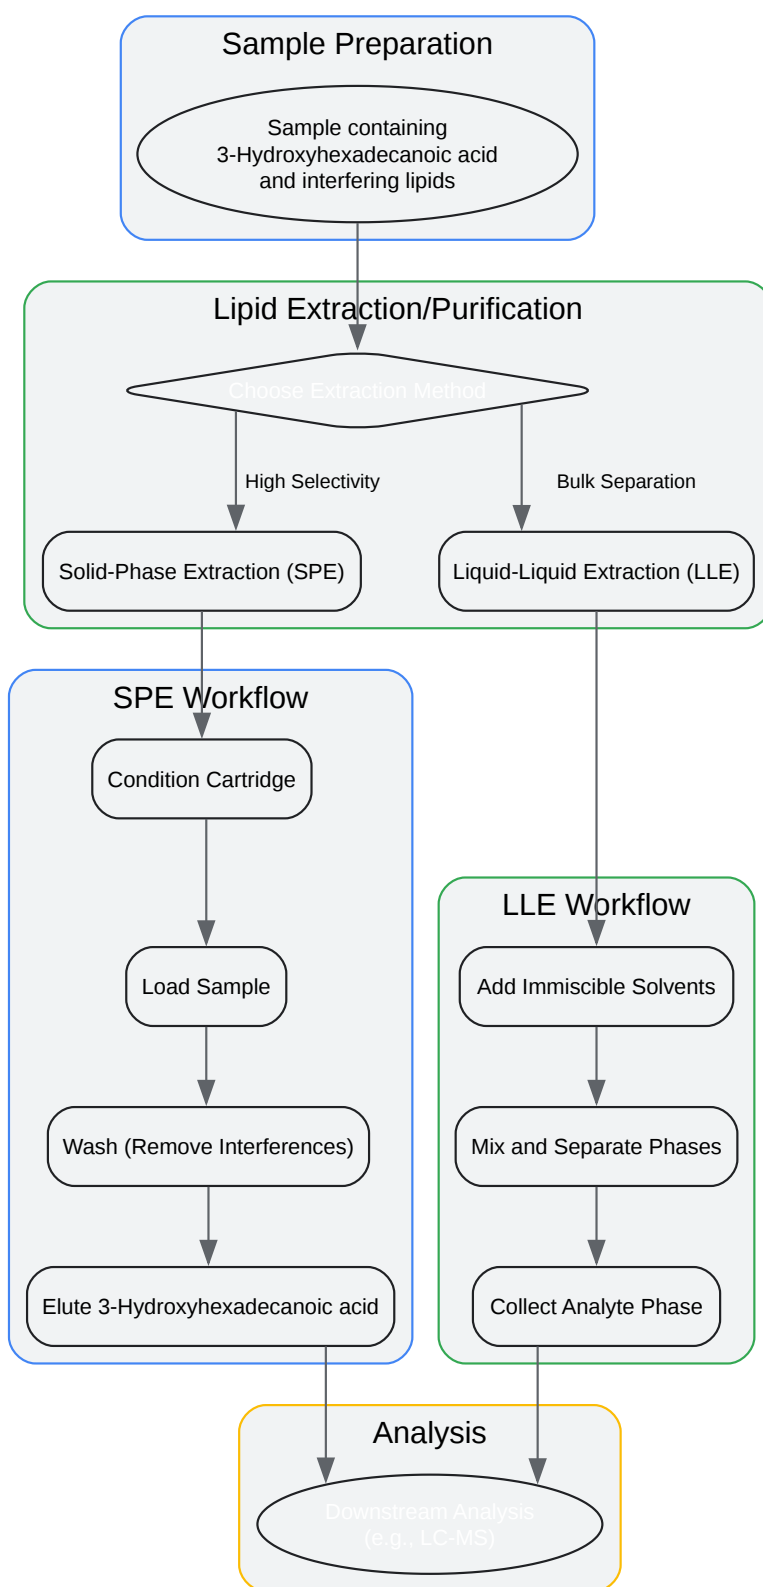 Sample Preparation
Sample containing
3-Hydroxyhexadecanoic acid
and interfering lipids
Lipid Extraction/Purification
Choose Extraction Method
High Selectivity
Bulk Separation
Solid-Phase Extraction (SPE)
Liquid-Liquid Extraction (LLE)
SPE Workflow
Condition Cartridge
Load Sample
Wash (Remove Interferences)
Elute 3-Hydroxyhexadecanoic acid
LLE Workflow
Add Immiscible Solvents
Mix and Separate Phases
Collect Analyte Phase
Analysis
Downstream Analysis
(e.g., LC-MS)